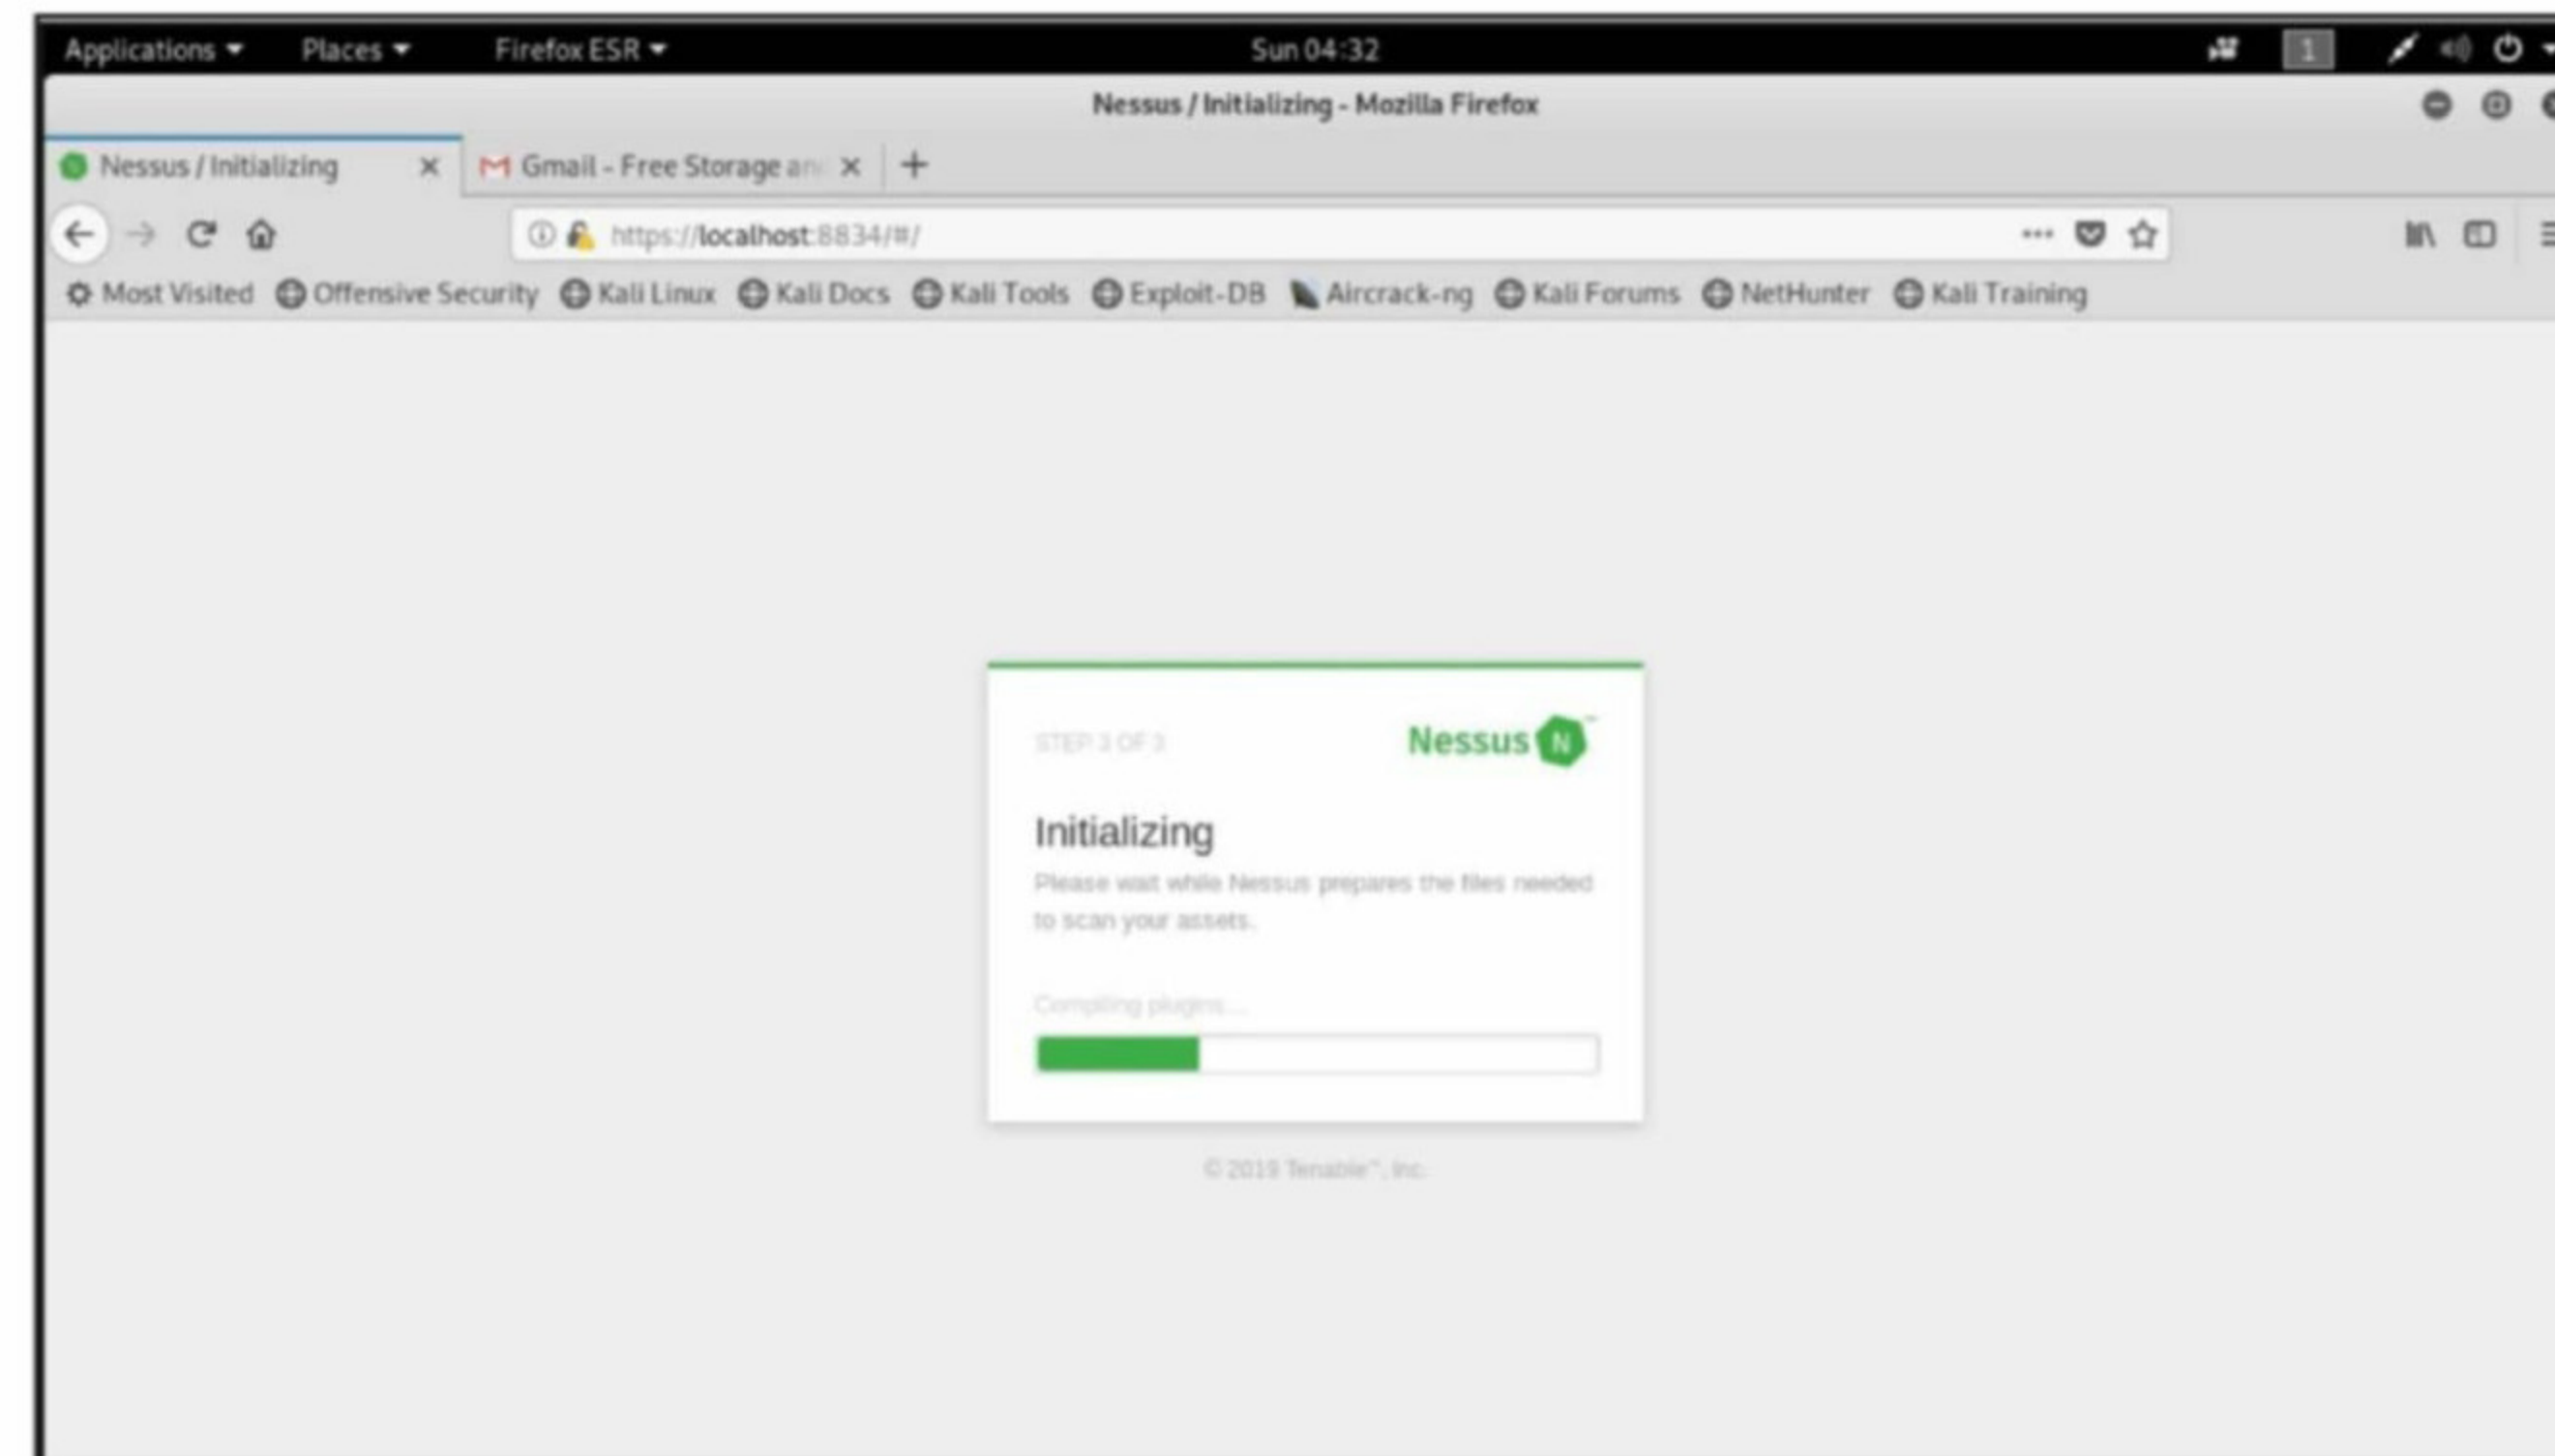 Applications Places Firefox ESR Sun 04:32 1
Nessus / Initializing - Mozilla Firefox
Nessus / Initializing Gmail - Free Storage an
https://localhost:8834/#/
Most Visited Offensive Security Kali Linux Kali Docs Kali Tools Exploit-DB Aircrack-ng Kali Forums NetHunter Kali Training
STEP 3 OF 3 Nessus N ™
Initializing
Please wait while Nessus prepares the files needed
to scan your assets.
Compiling plugins...
© 2019 Tenable™, Inc.